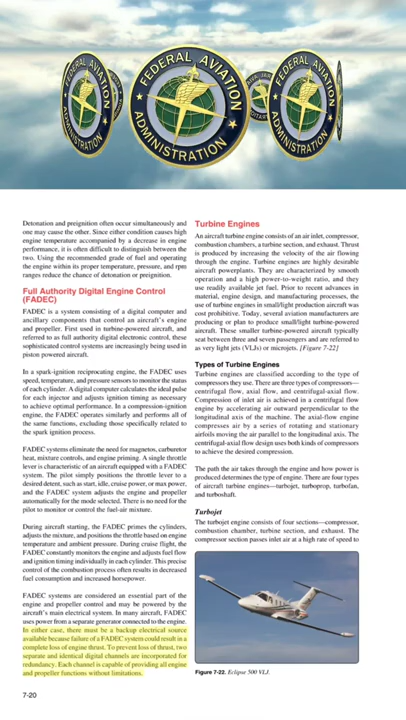 FEDERAL AVIATION
ADMINISTRATION
FEDERAL AVIATION
ADMINISTRATION
FEDERAL AVIATION
ADMINISTRATION
Detonation and preignition often occur simultaneously and
one may cause the other. Since either condition causes high
engine temperature accompanied by a decrease in engine
performance, it is often difficult to distinguish between the
two. Using the recommended grade of fuel and operating
the engine within its proper temperature, pressure, and rpm
ranges reduce the chance of detonation or preignition.
Full Authority Digital Engine Control
(FADEC)
FADEC is a system consisting of a digital computer and
ancillary components that control an aircraft's engine
and propeller. First used in turbine-powered aircraft, and
referred to as full authority digital electronic control, these
sophisticated control systems are increasingly being used in
piston powered aircraft.
In a spark-ignition reciprocating engine, the FADEC uses
speed, temperature, and pressure sensors to monitor the status
of each cylinder. A digital computer calculates the ideal pulse
for each injector and adjusts ignition timing as necessary
to achieve optimal performance. In a compression-ignition
engine, the FADEC operates similarly and performs all of
the same functions, excluding those specifically related to
the spark ignition process.
FADEC systems eliminate the need for magnetos, carburetor
heat, mixture controls, and engine priming. A single throttle
lever is characteristic of an aircraft equipped with a FADEC
system. The pilot simply positions the throttle lever to a
desired detent, such as start, idle, cruise power, or max power,
and the FADEC system adjusts the engine and propeller
automatically for the mode selected. There is no need for the
pilot to monitor or control the fuel-air mixture.
During aircraft starting, the FADEC primes the cylinders,
adjusts the mixture, and positions the throttle based on engine
temperature and ambient pressure. During cruise flight, the
FADEC constantly monitors the engine and adjusts fuel flow
and ignition timing individually in each cylinder. This precise
control of the combustion process often results in decreased
fuel consumption and increased horsepower.
FADEC systems are considered an essential part of the
engine and propeller control and may be powered by the
aircraft's main electrical system. In many aircraft, FADEC
uses power from a separate generator connected to the engine.
In either case, there must be a backup electrical source
available because failure of a FADEC system could result in a
complete loss of engine thrust. To prevent loss of thrust, two
separate and identical digital channels are incorporated for
redundancy. Each channel is capable of providing all engine
and propeller functions without limitations.
7-20
Turbine Engines
An aircraft turbine engine consists of an air inlet, compressor,
combustion chambers, a turbine section, and exhaust. Thrust
is produced by increasing the velocity of the air flowing
through the engine. Turbine engines are highly desirable
aircraft powerplants. They are characterized by smooth
operation and a high power-to-weight ratio, and they
use readily available jet fuel. Prior to recent advances in
material, engine design, and manufacturing processes, the
use of turbine engines in small/light production aircraft was
cost prohibitive. Today, several aviation manufacturers are
producing or plan to produce small/light turbine-powered
aircraft. These smaller turbine-powered aircraft typically
seat between three and seven passengers and are referred to
as very light jets (VLJs) or microjets. [Figure 7-22]
Types of Turbine Engines
Turbine engines are classified according to the type of
compressors they use. There are three types of compressors—
centrifugal flow, axial flow, and centrifugal-axial flow.
Compression of inlet air is achieved in a centrifugal flow
engine by accelerating air outward perpendicular to the
longitudinal axis of the machine. The axial-flow engine
compresses air by a series of rotating and stationary
airfoils moving the air parallel to the longitudinal axis. The
centrifugal-axial flow design uses both kinds of compressors
to achieve the desired compression.
The path the air takes through the engine and how power is
produced determines the type of engine. There are four types
of aircraft turbine engines—turbojet, turboprop, turbofan,
and turboshaft.
Turbojet
The turbojet engine consists of four sections—compressor,
combustion chamber, turbine section, and exhaust. The
compressor section passes inlet air at a high rate of speed to
Figure 7-22. Eclipse 500 VLJ.